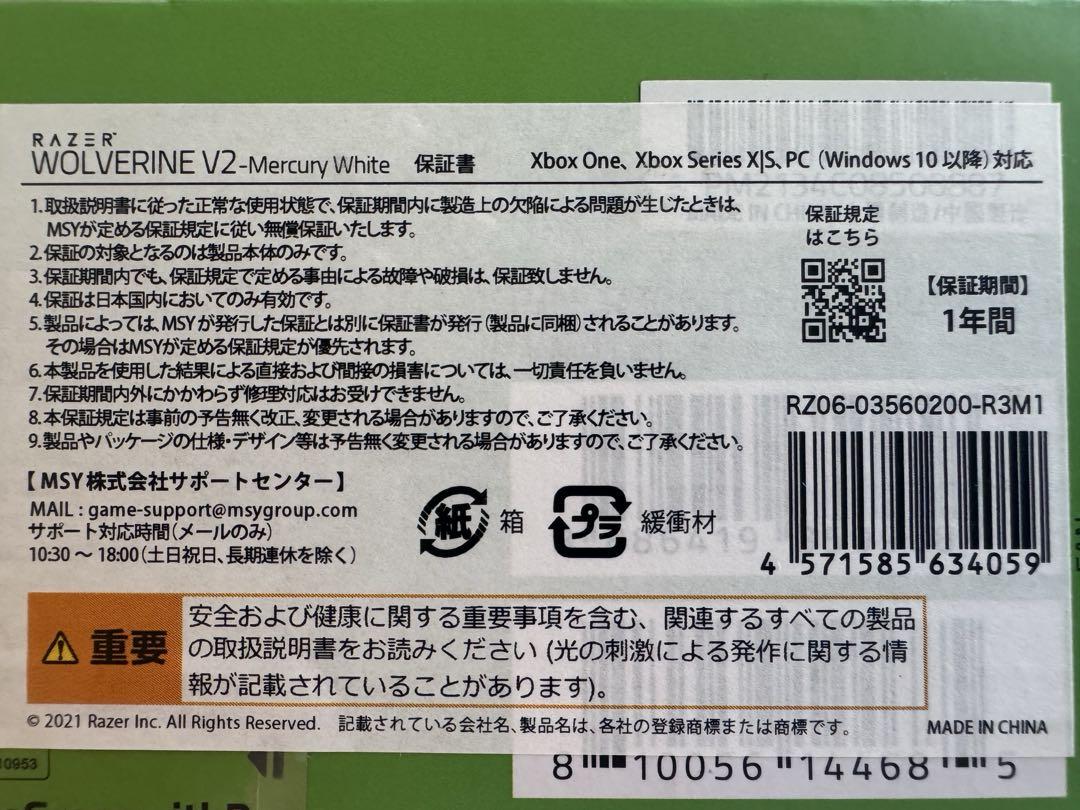 RAZER™
WOLVERINE V2-Mercury White 保証書 Xbox One、Xbox Series X|S、PC（Windows 10 以降）対応
1.取扱説明書に従った正常な使用状態で、保証期間内に製造上の欠陥による問題が生じたときは、
MSYが定める保証規定に従い無償保証いたします。
2.保証の対象となるのは製品本体のみです。
3.保証期間内でも、保証規定で定める事由による故障や破損は、保証致しません。
4.保証は日本国内においてのみ有効です。
5.製品によっては、MSYが発行した保証とは別に保証書が発行（製品に同梱）されることがあります。
その場合はMSYが定める保証規定が優先されます。
6.本製品を使用した結果による直接および間接の損害については、一切責任を負いません。
7.保証期間内外にかかわらず修理対応はお受けできません。
8.本保証規定は事前の予告無く改正、変更される場合がありますので、ご了承ください。
9.製品やパッケージの仕様・デザイン等は予告無く変更される場合がありますので、ご了承ください。
保証規定
はこちら
【保証期間】
1年間
RZ06-03560200-R3M1
4 571585 634059
【MSY株式会社サポートセンター】
MAIL : game-support@msygroup.com
サポート対応時間（メールのみ）
10:30 ～ 18:00（土日祝日、長期連休を除く）
紙 箱
プラ 緩衝材
重要
安全および健康に関する重要事項を含む、関連するすべての製品
の取扱説明書をお読みください (光の刺激による発作に関する情
報が記載されていることがあります)。
© 2021 Razer Inc. All Rights Reserved. 記載されている会社名、製品名は、各社の登録商標または商標です。
MADE IN CHINA
10953
8 10056 14468 5